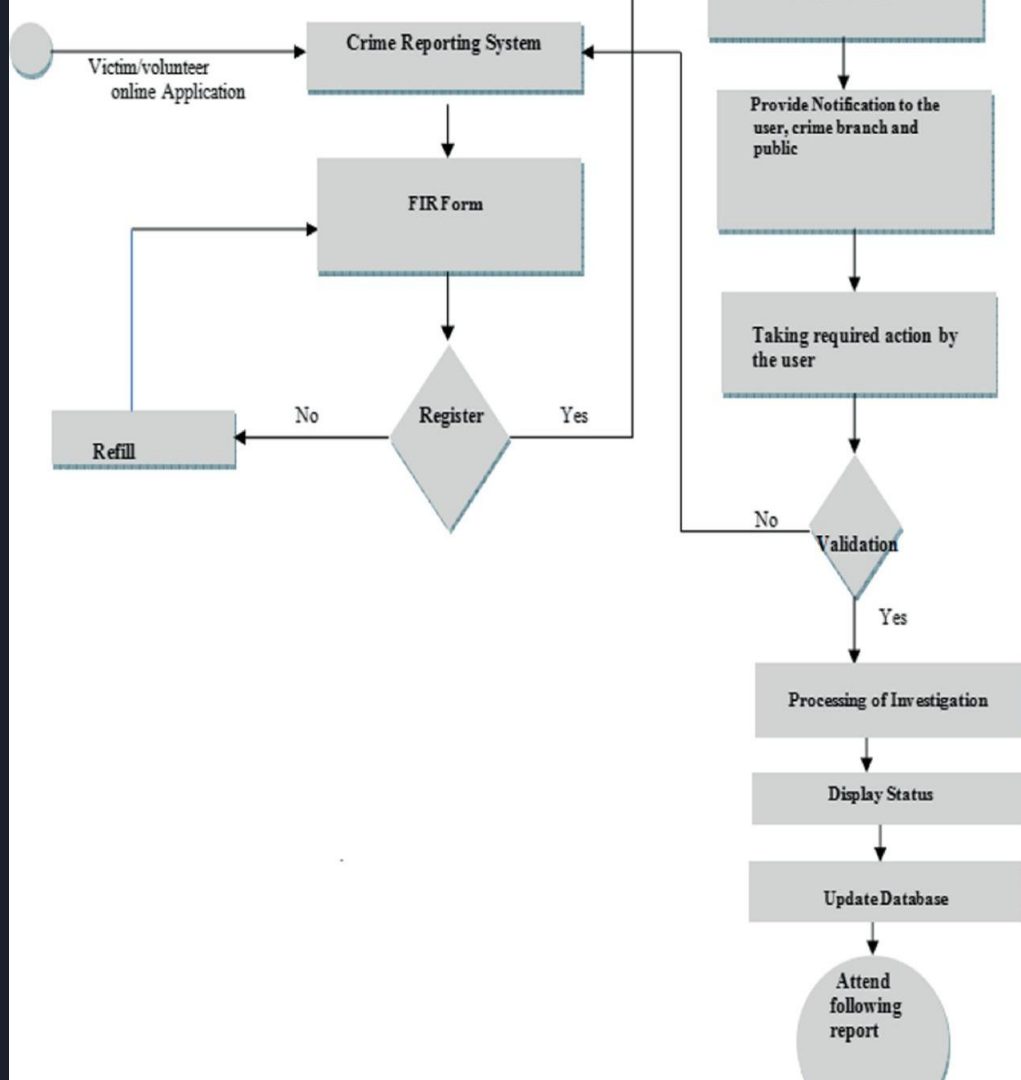 Crime Reporting System
Victim/volunteer
online Application
FIR Form
Register
No
Yes
Refill
Provide Notification to the
user, crime branch and
public
Taking required action by
the user
Validation
No
Yes
Processing of Investigation
Display Status
Update Database
Attend
following
report